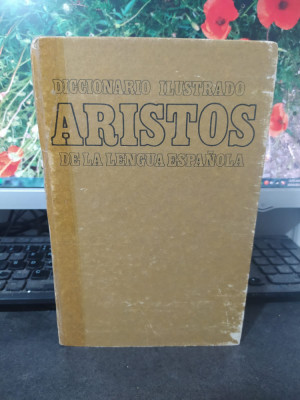 DICCIONARIO ILUSTRADO
ARISTOS
DE LA LENGUA ESPAÑOLA